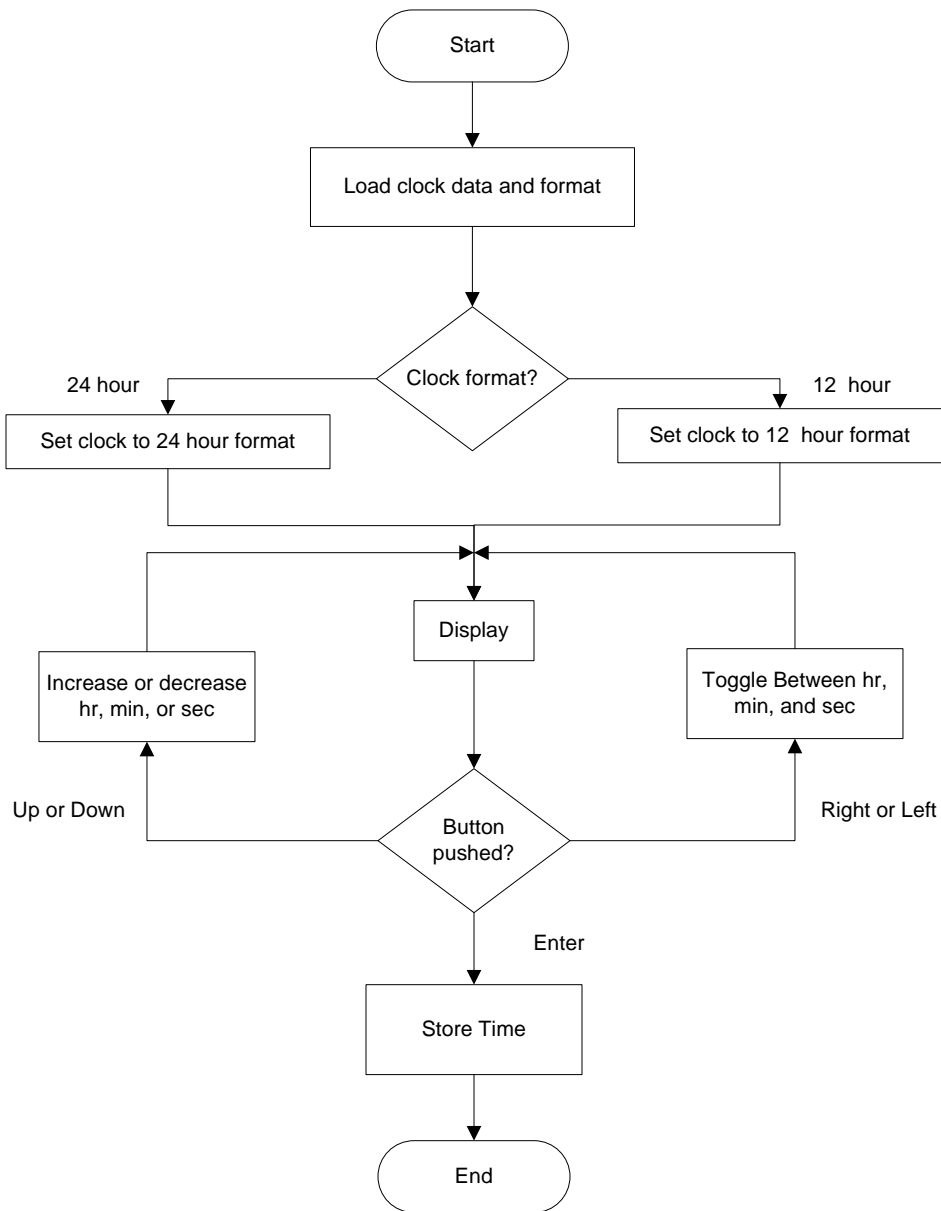 Start
Load clock data and format
Clock format?
24 hour
12 hour
Set clock to 24 hour format
Set clock to 12 hour format
Display
Increase or decrease
hr, min, or sec
Toggle Between hr,
min, and sec
Up or Down
Button
pushed?
Right or Left
Enter
Store Time
End